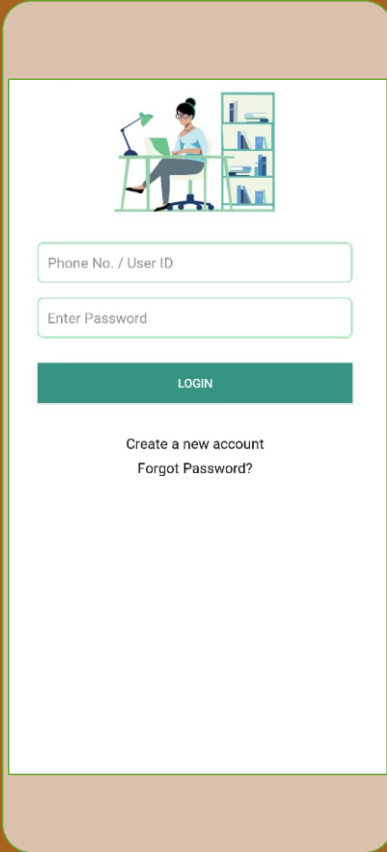 Phone No. / User ID
Enter Password
LOGIN
Create a new account
Forgot Password?